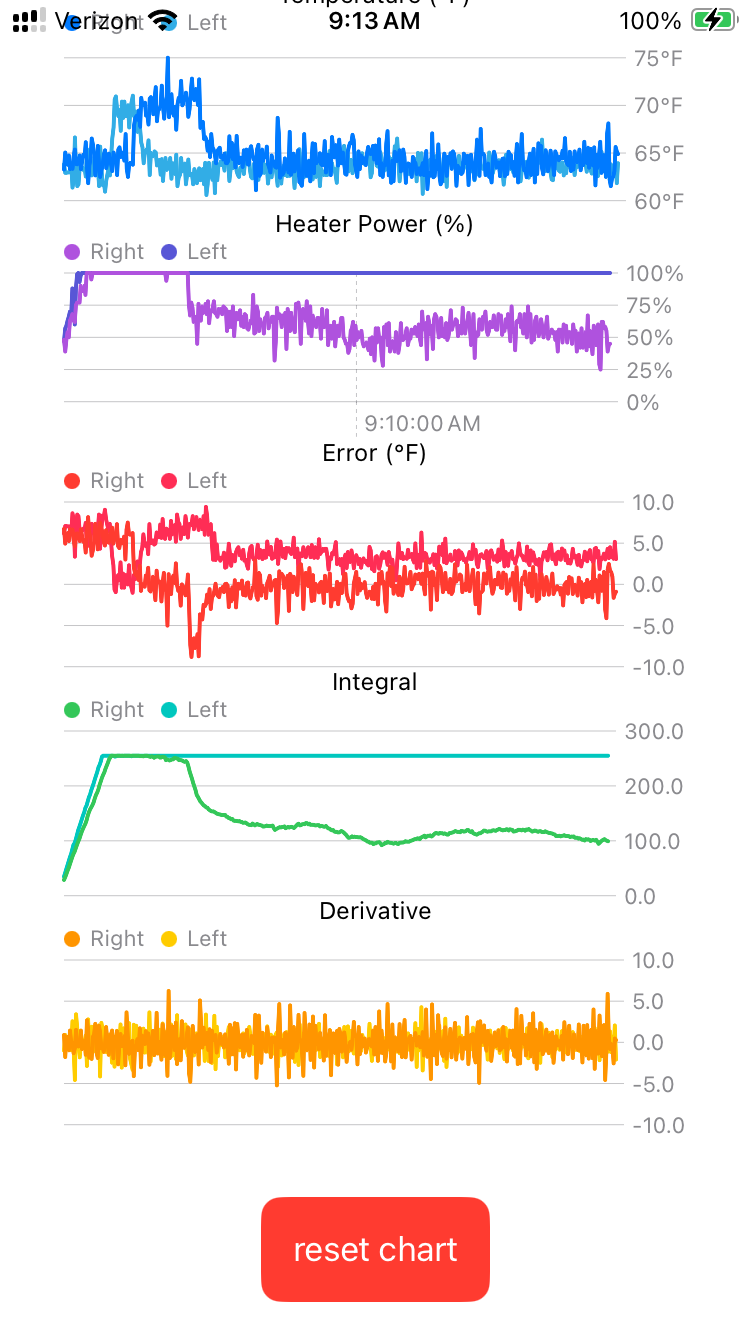 Temperature (°F)
Verizon 9:13 AM 100%
Right Left
75°F
70°F
65°F
60°F
Heater Power (%)
Right Left
100%
75%
50%
25%
0%
9:10:00 AM
Error (°F)
Right Left
10.0
5.0
0.0
-5.0
-10.0
Integral
Right Left
300.0
200.0
100.0
0.0
Derivative
Right Left
10.0
5.0
0.0
-5.0
-10.0
reset chart